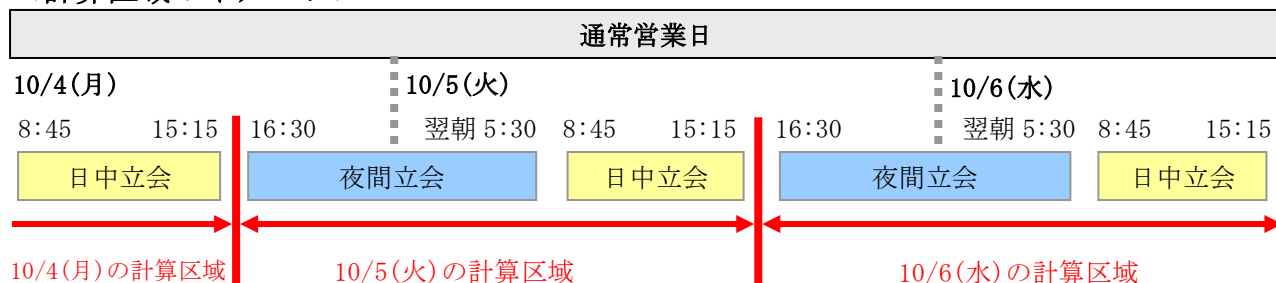 通常営業日
10/4(月) 10/5(火) 10/6(水)
8:45 15:15 16:30 翌朝 5:30 8:45 15:15 16:30 翌朝 5:30 8:45 15:15
日中立会 夜間立会 日中立会 夜間立会 日中立会
10/4(月)の計算区域 10/5(火)の計算区域 10/6(水)の計算区域